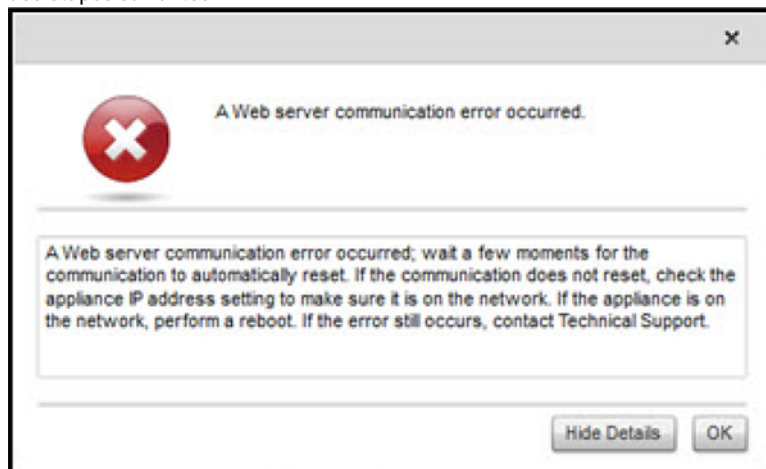 A Web server communication error occurred.
A Web server communication error occurred; wait a few moments for the
communication to automatically reset. If the communication does not reset, check the
appliance IP address setting to make sure it is on the network. If the appliance is on
the network, perform a reboot. If the error still occurs, contact Technical Support.
Hide Details
OK